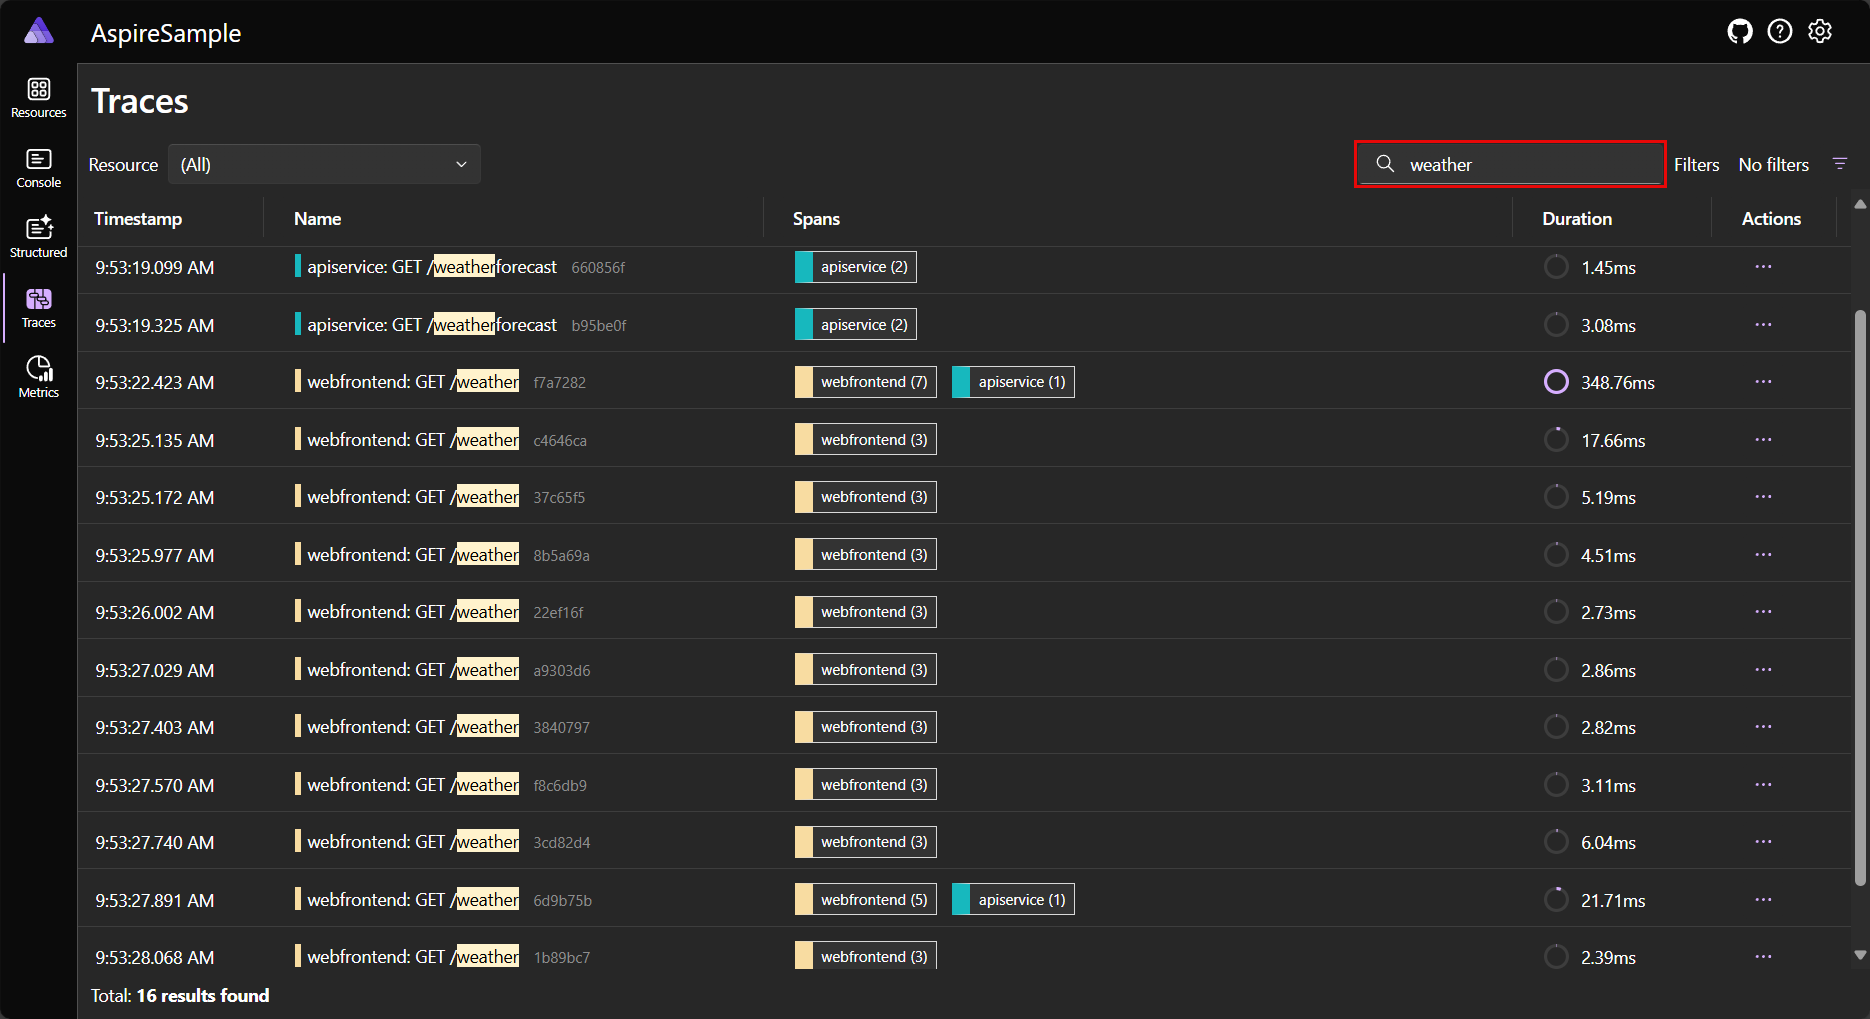 AspireSample
Resources
Console
Structured
Traces
Metrics
Traces
Resource (All) weather Filters No filters
Timestamp Name Spans Duration Actions
9:53:19.099 AM apiservice: GET /weatherforecast 660856f apiservice (2) 1.45ms ...
9:53:19.325 AM apiservice: GET /weatherforecast b95be0f apiservice (2) 3.08ms ...
9:53:22.423 AM webfrontend: GET /weather f7a7282 webfrontend (7) apiservice (1) 348.76ms ...
9:53:25.135 AM webfrontend: GET /weather c4646ca webfrontend (3) 17.66ms ...
9:53:25.172 AM webfrontend: GET /weather 37c65f5 webfrontend (3) 5.19ms ...
9:53:25.977 AM webfrontend: GET /weather 8b5a69a webfrontend (3) 4.51ms ...
9:53:26.002 AM webfrontend: GET /weather 22ef16f webfrontend (3) 2.73ms ...
9:53:27.029 AM webfrontend: GET /weather a9303d6 webfrontend (3) 2.86ms ...
9:53:27.403 AM webfrontend: GET /weather 3840797 webfrontend (3) 2.82ms ...
9:53:27.570 AM webfrontend: GET /weather f8c6db9 webfrontend (3) 3.11ms ...
9:53:27.740 AM webfrontend: GET /weather 3cd82d4 webfrontend (3) 6.04ms ...
9:53:27.891 AM webfrontend: GET /weather 6d9b75b webfrontend (5) apiservice (1) 21.71ms ...
9:53:28.068 AM webfrontend: GET /weather 1b89bc7 webfrontend (3) 2.39ms ...
Total: 16 results found